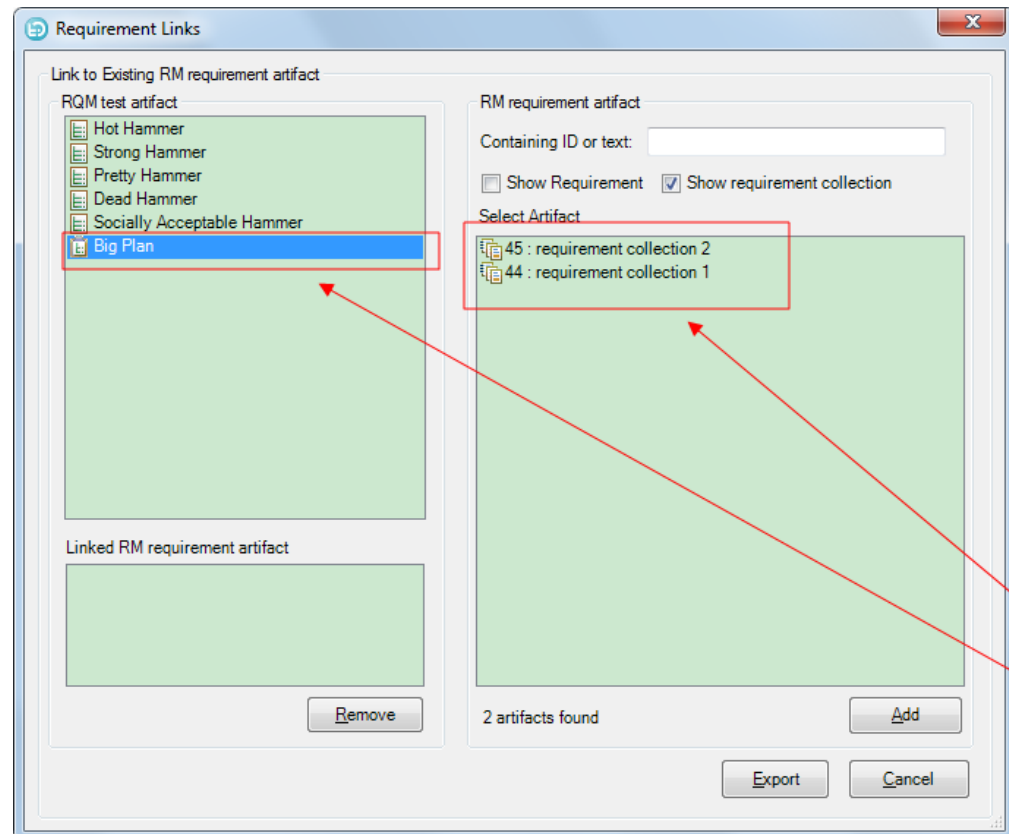 Requirement Links
Link to Existing RM requirement artifact
RQM test artifact
Hot Hammer
Strong Hammer
Pretty Hammer
Dead Hammer
Socially Acceptable Hammer
Big Plan
Linked RM requirement artifact
Remove
RM requirement artifact
Containing ID or text:
Show Requirement Show requirement collection
Select Artifact
45 : requirement collection 2
44 : requirement collection 1
2 artifacts found
Add
Export
Cancel